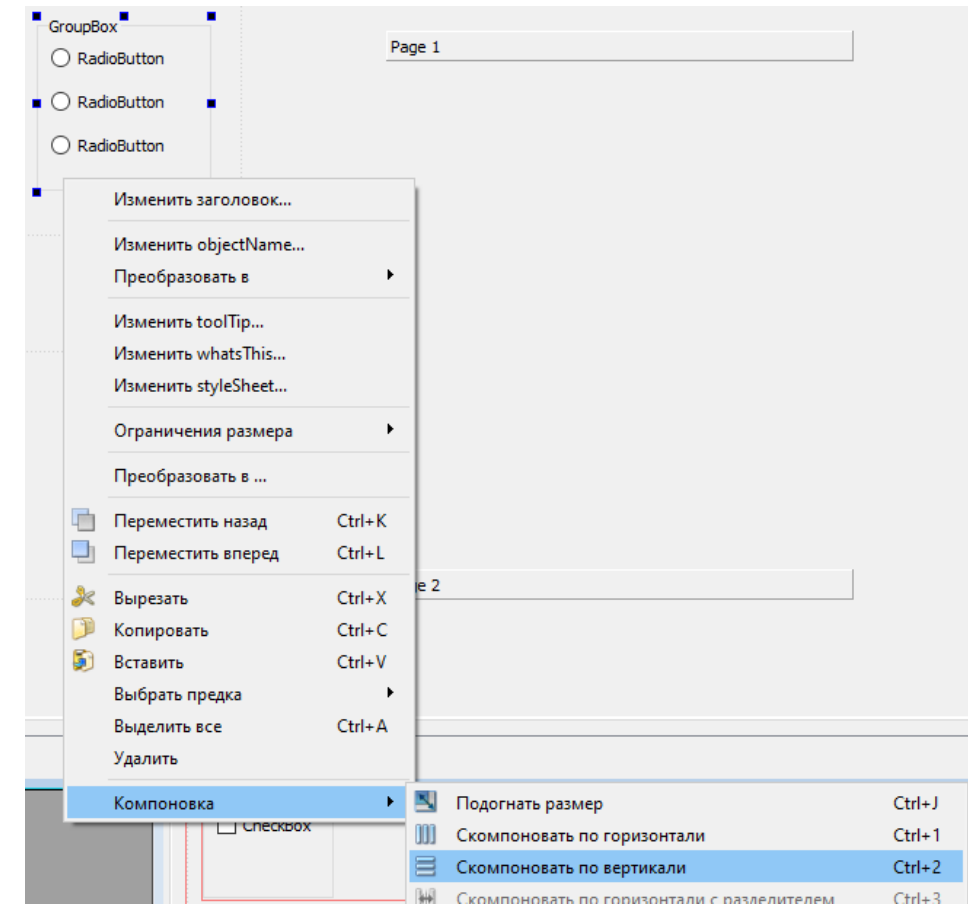 GroupBox
RadioButton
Page 1
RadioButton
RadioButton
Изменить заголовок...
Изменить objectName...
Преобразовать в
Изменить toolTip...
Изменить whatsThis...
Изменить styleSheet...
Ограничения размера
Преобразовать в ...
Переместить назад Ctrl+K
Переместить вперед Ctrl+L
ge 2
Вырезать Ctrl+X
Копировать Ctrl+C
Вставить Ctrl+V
Выбрать предка
Выделить все Ctrl+A
Удалить
Компоновка
Подогнать размер Ctrl+J
CheckBox
Скомпоновать по горизонтали Ctrl+1
Скомпоновать по вертикали Ctrl+2
Скомпоновать по горизонтали с разделителем Ctrl+3